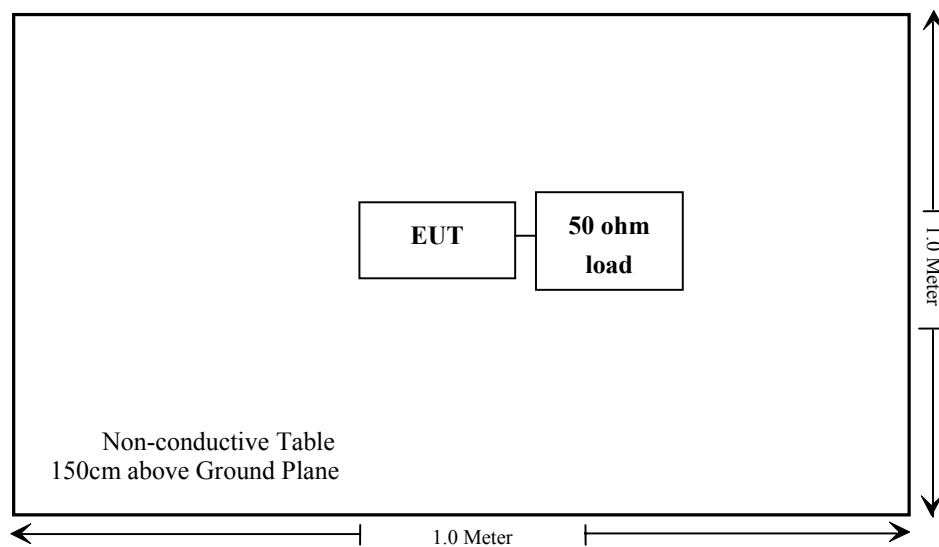 EUT
50 ohm
load
1.0 Meter
Non-conductive Table
150cm above Ground Plane
1.0 Meter